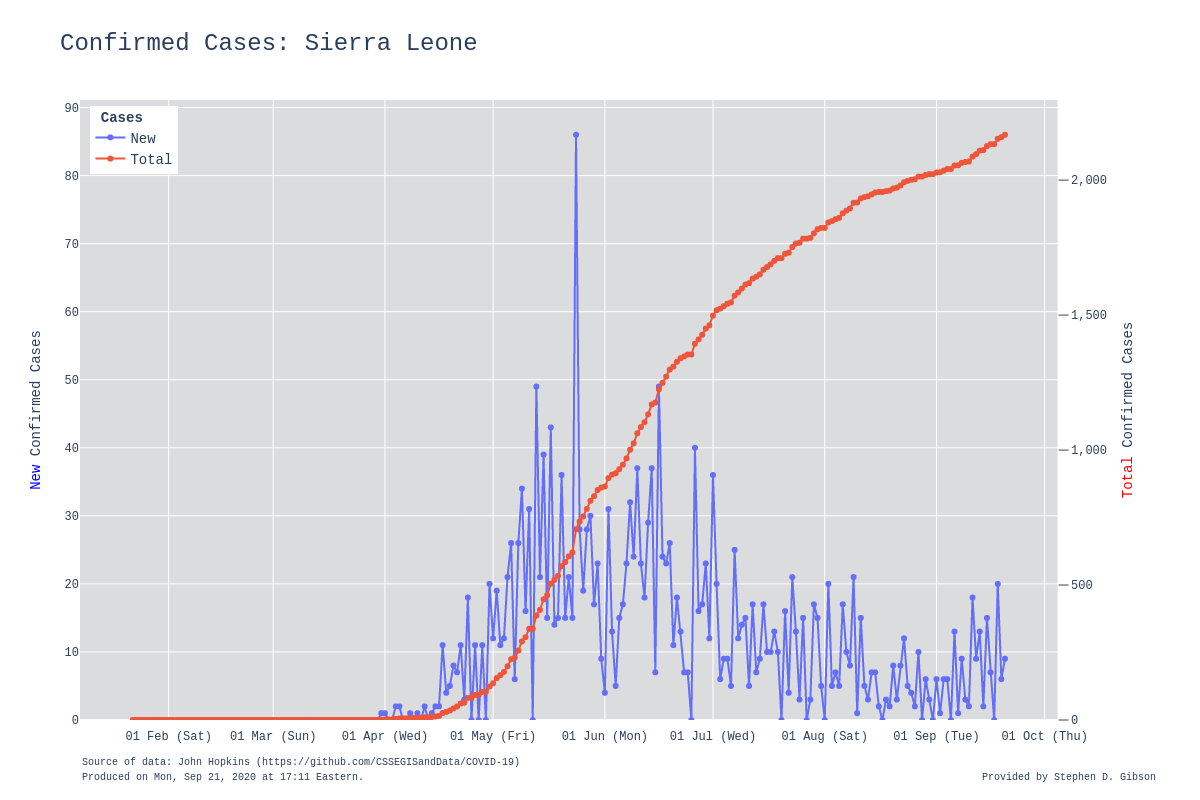 Confirmed Cases: Sierra Leone
Cases
New
Total
90
80
70
60
50
40
30
20
10
0
New Confirmed Cases
2,000
1,500
1,000
500
0
Total Confirmed Cases
01 Feb (Sat) 01 Mar (Sun) 01 Apr (Wed) 01 May (Fri) 01 Jun (Mon) 01 Jul (Wed) 01 Aug (Sat) 01 Sep (Tue) 01 Oct (Thu)
Source of data: John Hopkins (https://github.com/CSSEGISandData/COVID-19)
Produced on Mon, Sep 21, 2020 at 17:11 Eastern.
Provided by Stephen D. Gibson